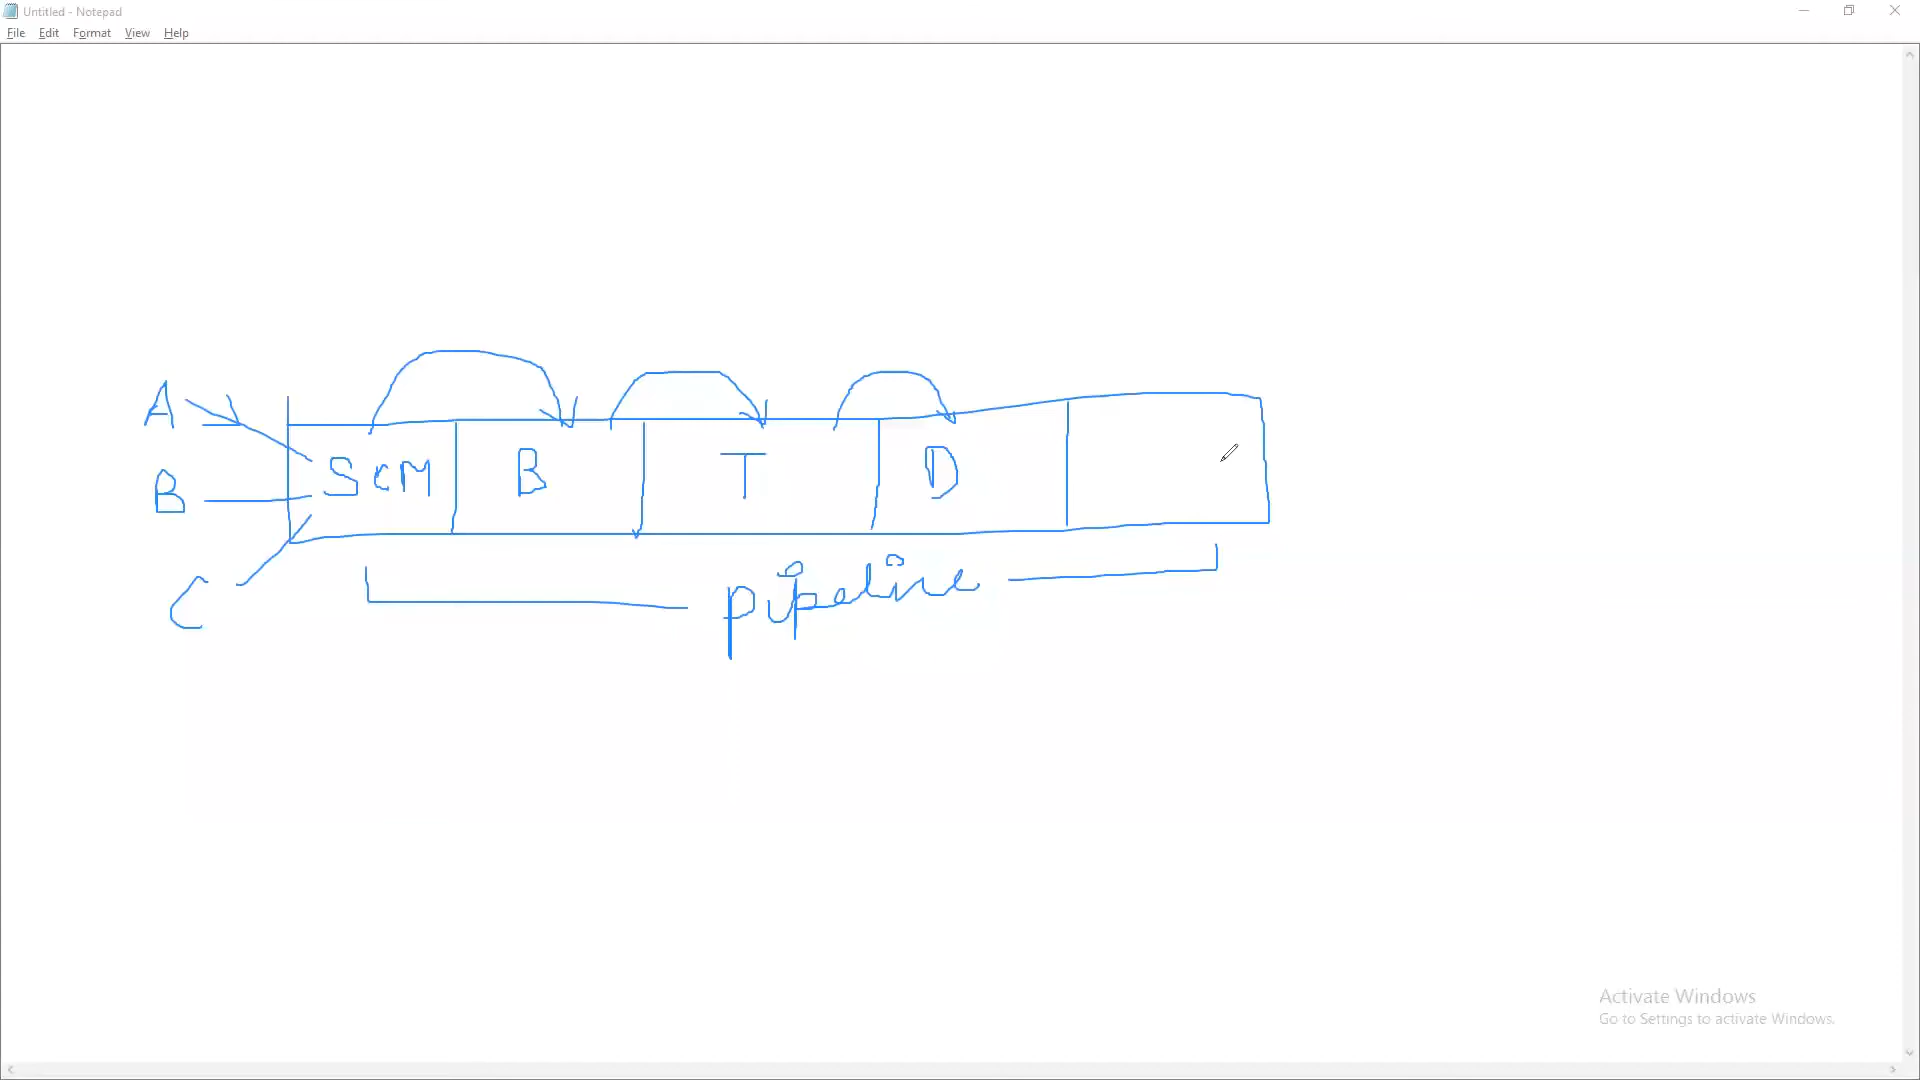 Untitled - Notepad
File Edit Format View Help
A
B
C
SCM B T D
pipeline
Activate Windows
Go to Settings to activate Windows.